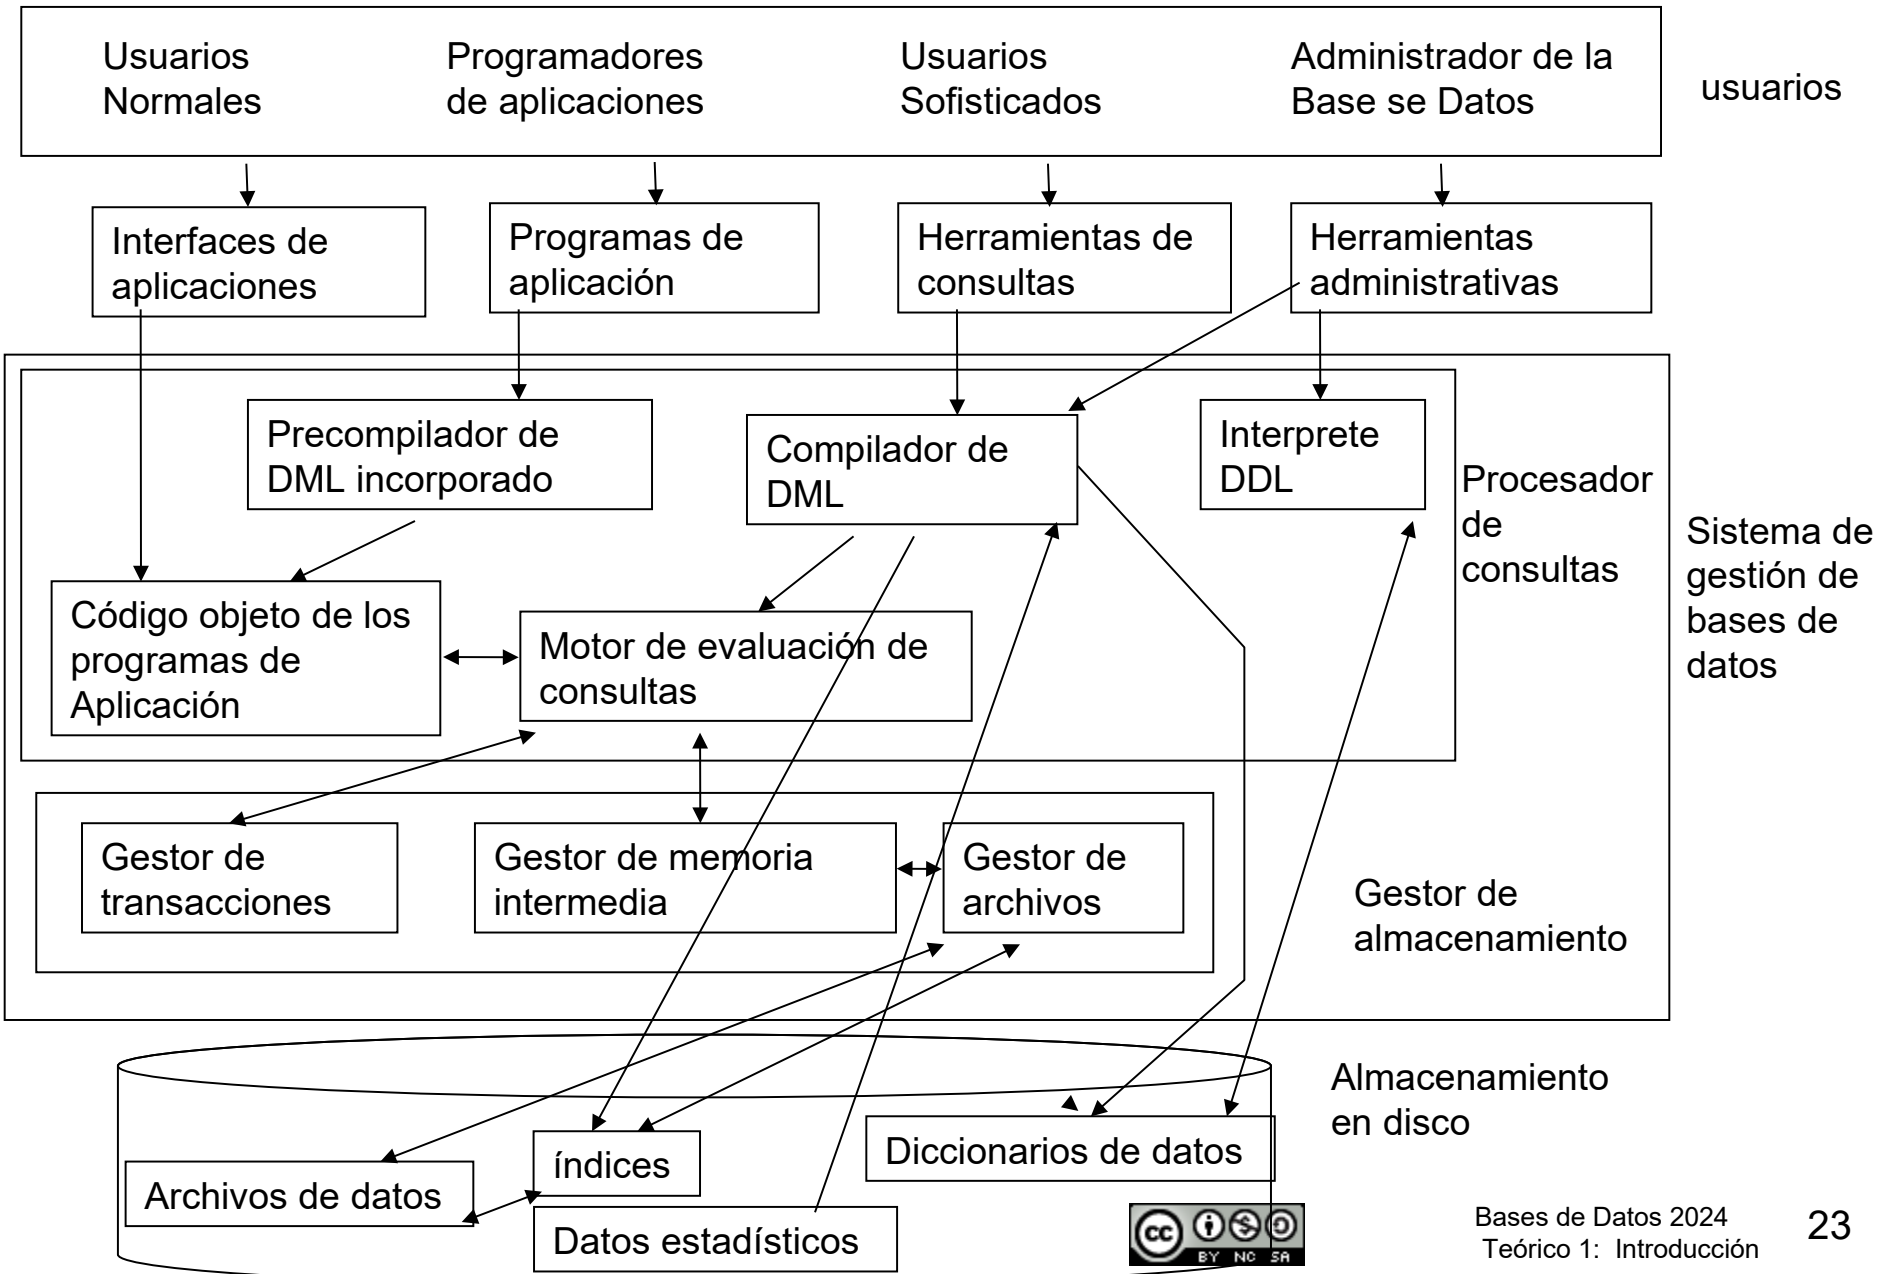 Usuarios
Normales
Programadores
de aplicaciones
Usuarios
Sofisticados
Administrador de la
Base se Datos
usuarios
Interfaces de
aplicaciones
Programas de
aplicación
Herramientas de
consultas
Herramientas
administrativas
Precompilador de
DML incorporado
Compilador de
DML
Interprete
DDL
Procesador
de
consultas
Sistema de
gestión de
bases de
datos
Código objeto de los
programas de
Aplicación
Motor de evaluación de
consultas
Gestor de
transacciones
Gestor de memoria
intermedia
Gestor de
archivos
Gestor de
almacenamiento
Almacenamiento
en disco
Archivos de datos
índices
Diccionarios de datos
Datos estadísticos
cc
BY NC SA
Bases de Datos 2024
Teórico 1: Introducción
23